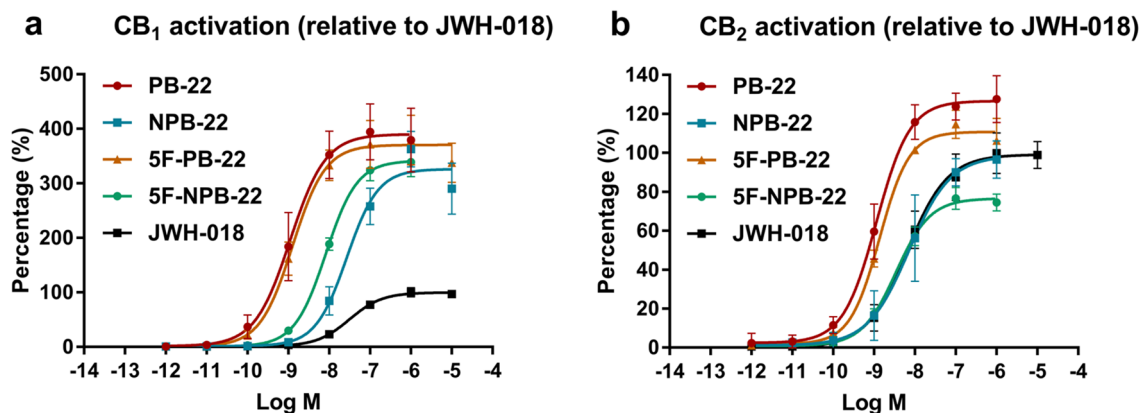 a CB₁ activation (relative to JWH-018)
500
400
300
200
100
0
Percentage (%)
PB-22
NPB-22
5F-PB-22
5F-NPB-22
JWH-018
-14 -13 -12 -11 -10 -9 -8 -7 -6 -5 -4
Log M
b CB₂ activation (relative to JWH-018)
140
120
100
80
60
40
20
0
Percentage (%)
PB-22
NPB-22
5F-PB-22
5F-NPB-22
JWH-018
-14 -13 -12 -11 -10 -9 -8 -7 -6 -5 -4
Log M